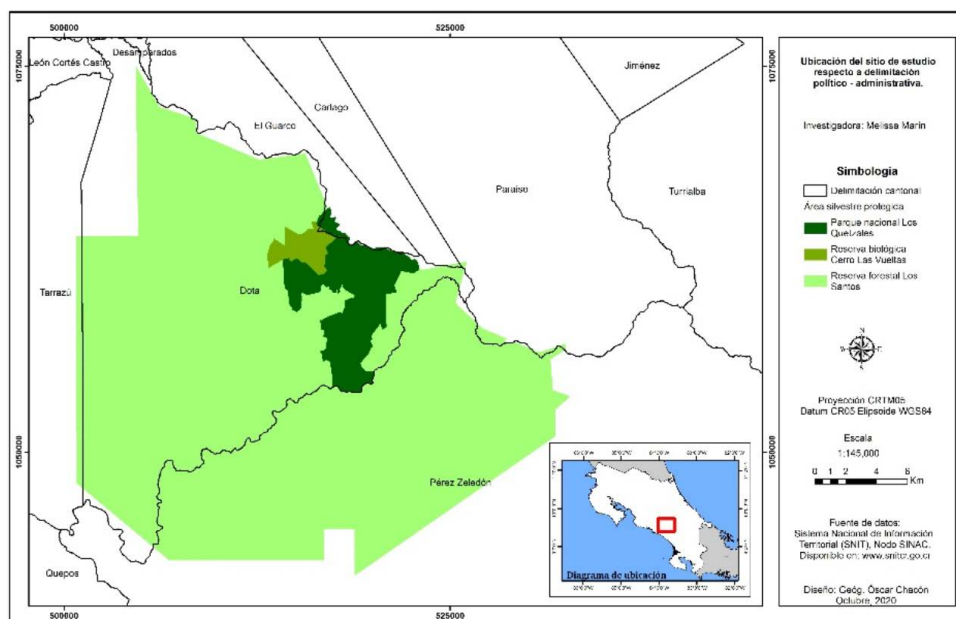 500000
525000
1075000
1075000
Desamparados
León Cortés Castro
Jiménez
Cartago
El Guarco
Paraiso
Turrialba
Tarrazú
Dota
1050000
1050000
Pérez Zeledón
Quepos
500000
525000
Diagrama de ubicación
Ubicación del sitio de estudio
respecto a delimitación
político - administrativa.
Investigadora: Melissa Marín
Simbología
Delimitación cantonal
Área silvestre protegica
Parque nacional Los
Quetzales
Reserva biológica
Cerro Las Vueltas
Reserva forestal Los
Santos
N
W
E
S
Proyección CRTM05
Datum CR05 Elipsoide WGS84
Escala
1:145,000
0 1 2 4 6
Km
Fuente de datos:
Sistema Nacional de Información
Territorial (SNIT), Nodo SINAC.
Disponible en: www.snitcr.go.cr
Diseño: Geóg. Óscar Chacón
Octubre, 2020